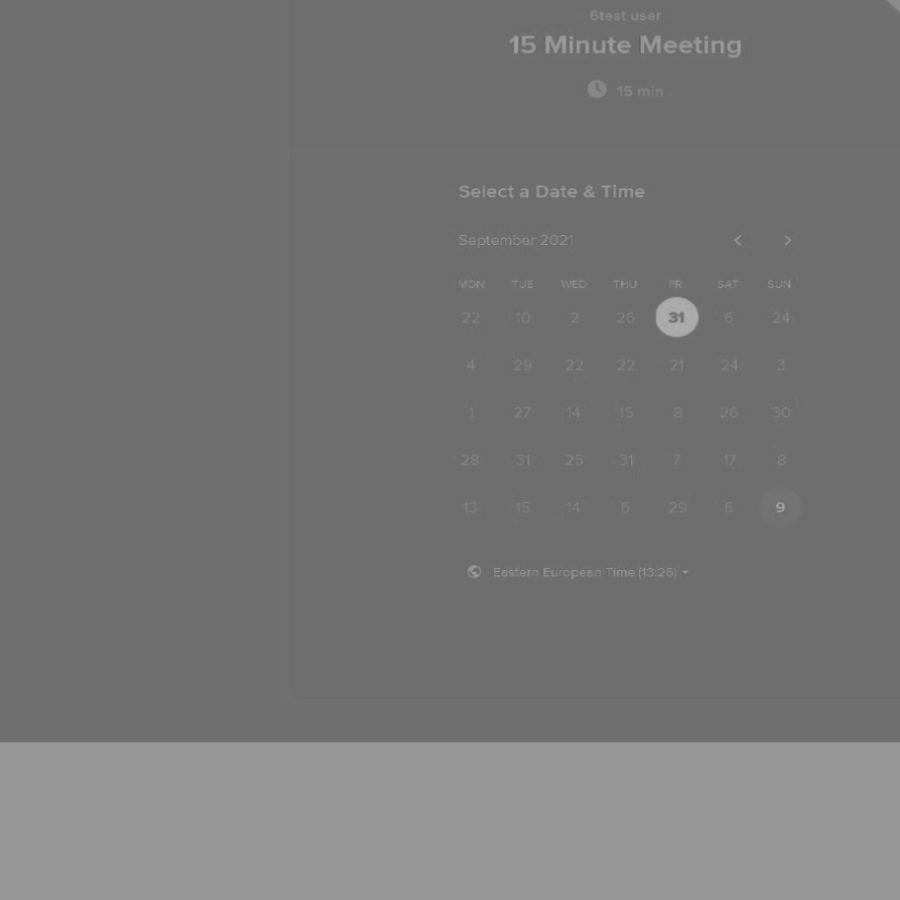 6test user
15 Minute Meeting
15 min
Select a Date & Time
September 2021
MON TUE WED THU FRI SAT SUN
22 10 2 26 31 6 24
4 29 22 22 21 24 3
1 27 14 15 8 26 30
28 31 25 31 7 17 8
13 15 14 6 29 6 9
Eastern European Time (13:26)